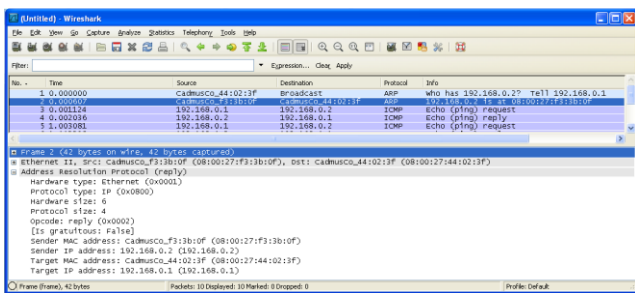 (Untitled) - Wireshark
File Edit View Go Capture Analyze Statistics Telephony Tools Help
Filter: Expression... Clear Apply
No. . Time Source Destination Protocol Info
1 0.000000 CadmusCo_44:02:3f Broadcast ARP who has 192.168.0.2? Tell 192.168.0.1
2 0.000607 CadmusCo_f3:3b:0f CadmusCo_44:02:3f ARP 192.168.0.2 is at 08:00:27:f3:3b:0f
3 0.001124 192.168.0.1 192.168.0.2 ICMP Echo (ping) request
4 0.002036 192.168.0.2 192.168.0.1 ICMP Echo (ping) reply
5 1.003081 192.168.0.1 192.168.0.2 ICMP Echo (ping) request
Frame 2 (42 bytes on wire, 42 bytes captured)
Ethernet II, Src: CadmusCo_f3:3b:0f (08:00:27:f3:3b:0f), Dst: CadmusCo_44:02:3f (08:00:27:44:02:3f)
Address Resolution Protocol (reply)
Hardware type: Ethernet (0x0001)
Protocol type: IP (0x0800)
Hardware size: 6
Protocol size: 4
Opcode: reply (0x0002)
[Is gratuitous: False]
Sender MAC address: CadmusCo_f3:3b:0f (08:00:27:f3:3b:0f)
Sender IP address: 192.168.0.2 (192.168.0.2)
Target MAC address: CadmusCo_44:02:3f (08:00:27:44:02:3f)
Target IP address: 192.168.0.1 (192.168.0.1)
Frame (frame), 42 bytes Packets: 10 Displayed: 10 Marked: 0 Dropped: 0 Profile: Default